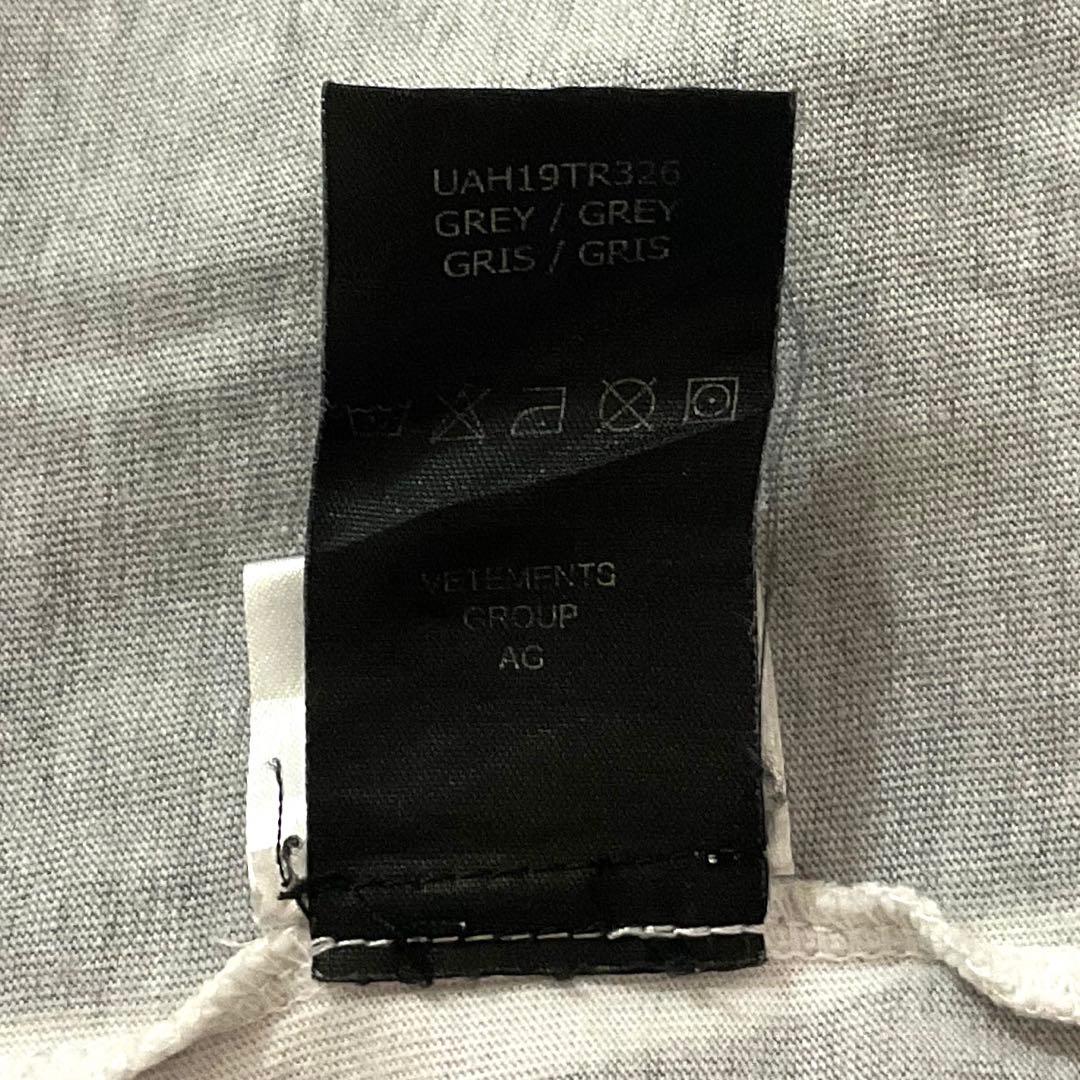 UAH19TR326
GREY / GREY
GRIS / GRIS
VETEMENTS
GROUP
AG